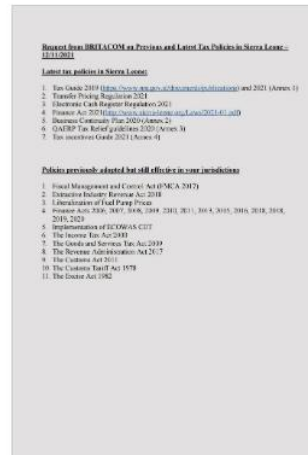 Request from BRITACOM on Previous and Latest Tax Policies in Sierra Leone –
12/11/2021
Latest tax policies in Sierra Leone:
1. Tax Guide 2019 and 2021 (Annex 1)
2. Transfer Pricing Regulation 2021
3. Electronic Cash Register Regulation 2021
4. Finance Act 2021
5. Business Community Plan 2020 (Annex 2)
6. QAERP Tax Relief guidelines 2020 (Annex 3)
7. Tax incentives Guide 2021 (Annex 4)
Policies previously adopted but still effective in your jurisdictions
1. Fiscal Management and Control Act (FMCA 2017)
2. Extractive Industry Revenue Act 2018
3. Liberalization of Fuel Pump Prices
4. Finance Acts 2006, 2007, 2008, 2009, 2010, 2011, 2013, 2015, 2016,
2019, 2020
5. Implementation of ECOWAS CET
6. The Income Tax Act 2000
7. The Goods and Services Tax Act 2009
8. The Revenue Administration Act 2017
9. The Customs Act 2011
10. The Customs Tariff Act 1978
11. The Excise Act 1982